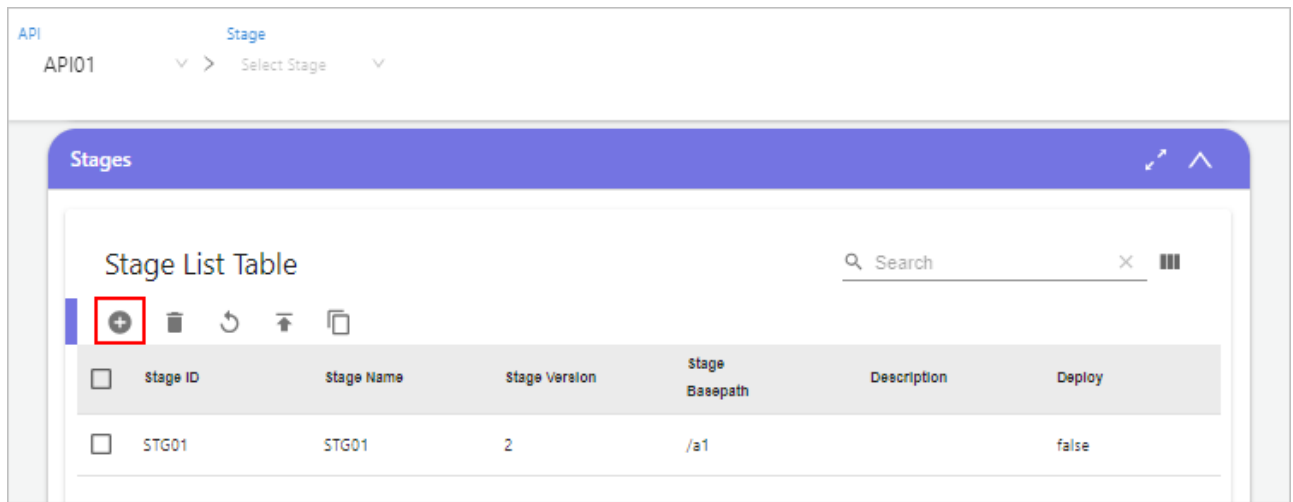 API Stage
API01 > Select Stage
Stages
Stage List Table
Search
Stage ID Stage Name Stage Version Stage Basepath Description Deploy
STG01 STG01 2 /a1 false